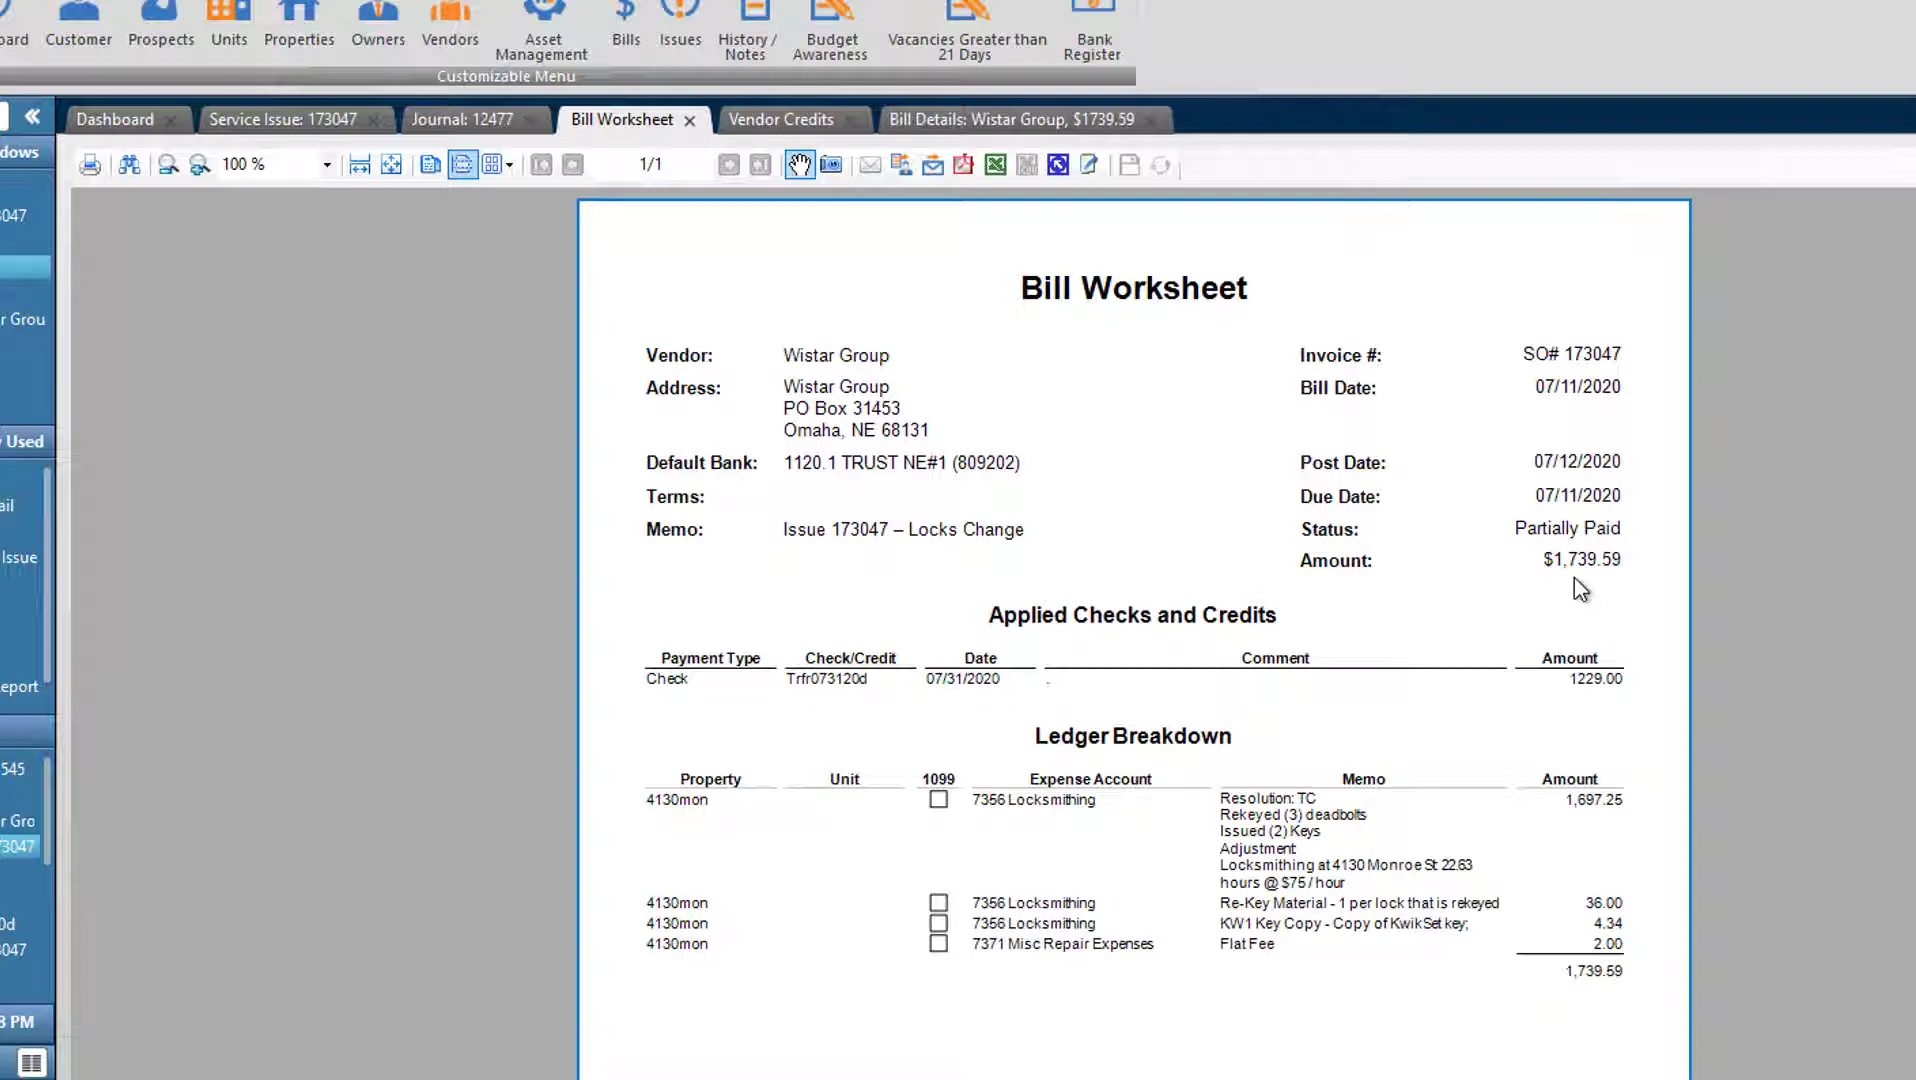 ard Customer Prospects Units Properties Owners Vendors Asset Management Bills Issues History / Notes Budget Awareness Vacancies Greater than 21 Days Bank Register
Customizable Menu
Dashboard Service Issue: 173047 Journal: 12477 Bill Worksheet Vendor Credits Bill Details: Wistar Group, $1739.59
dows
100 % 1/1
3047
r Grou
y Used
ail
Issue
eport
545
r Gro
73047
0d
3047
3 PM
Bill Worksheet
Vendor: Wistar Group Invoice #: SO# 173047
Address: Wistar Group Bill Date: 07/11/2020
PO Box 31453
Omaha, NE 68131
Default Bank: 1120.1 TRUST NE#1 (809202) Post Date: 07/12/2020
Terms: Due Date: 07/11/2020
Memo: Issue 173047 – Locks Change Status: Partially Paid
Amount: $1,739.59
Applied Checks and Credits
Payment Type Check/Credit Date Comment Amount
Check Trfr073120d 07/31/2020 . 1229.00
Ledger Breakdown
Property Unit 1099 Expense Account Memo Amount
4130mon 7356 Locksmithing Resolution: TC 1,697.25
Rekeyed (3) deadbolts
Issued (2) Keys
Adjustment
Locksmithing at 4130 Monroe St 22.63
hours @ $75 / hour
4130mon 7356 Locksmithing Re-Key Material - 1 per lock that is rekeyed 36.00
4130mon 7356 Locksmithing KW1 Key Copy - Copy of KwikSet key; 4.34
4130mon 7371 Misc Repair Expenses Flat Fee 2.00
1,739.59